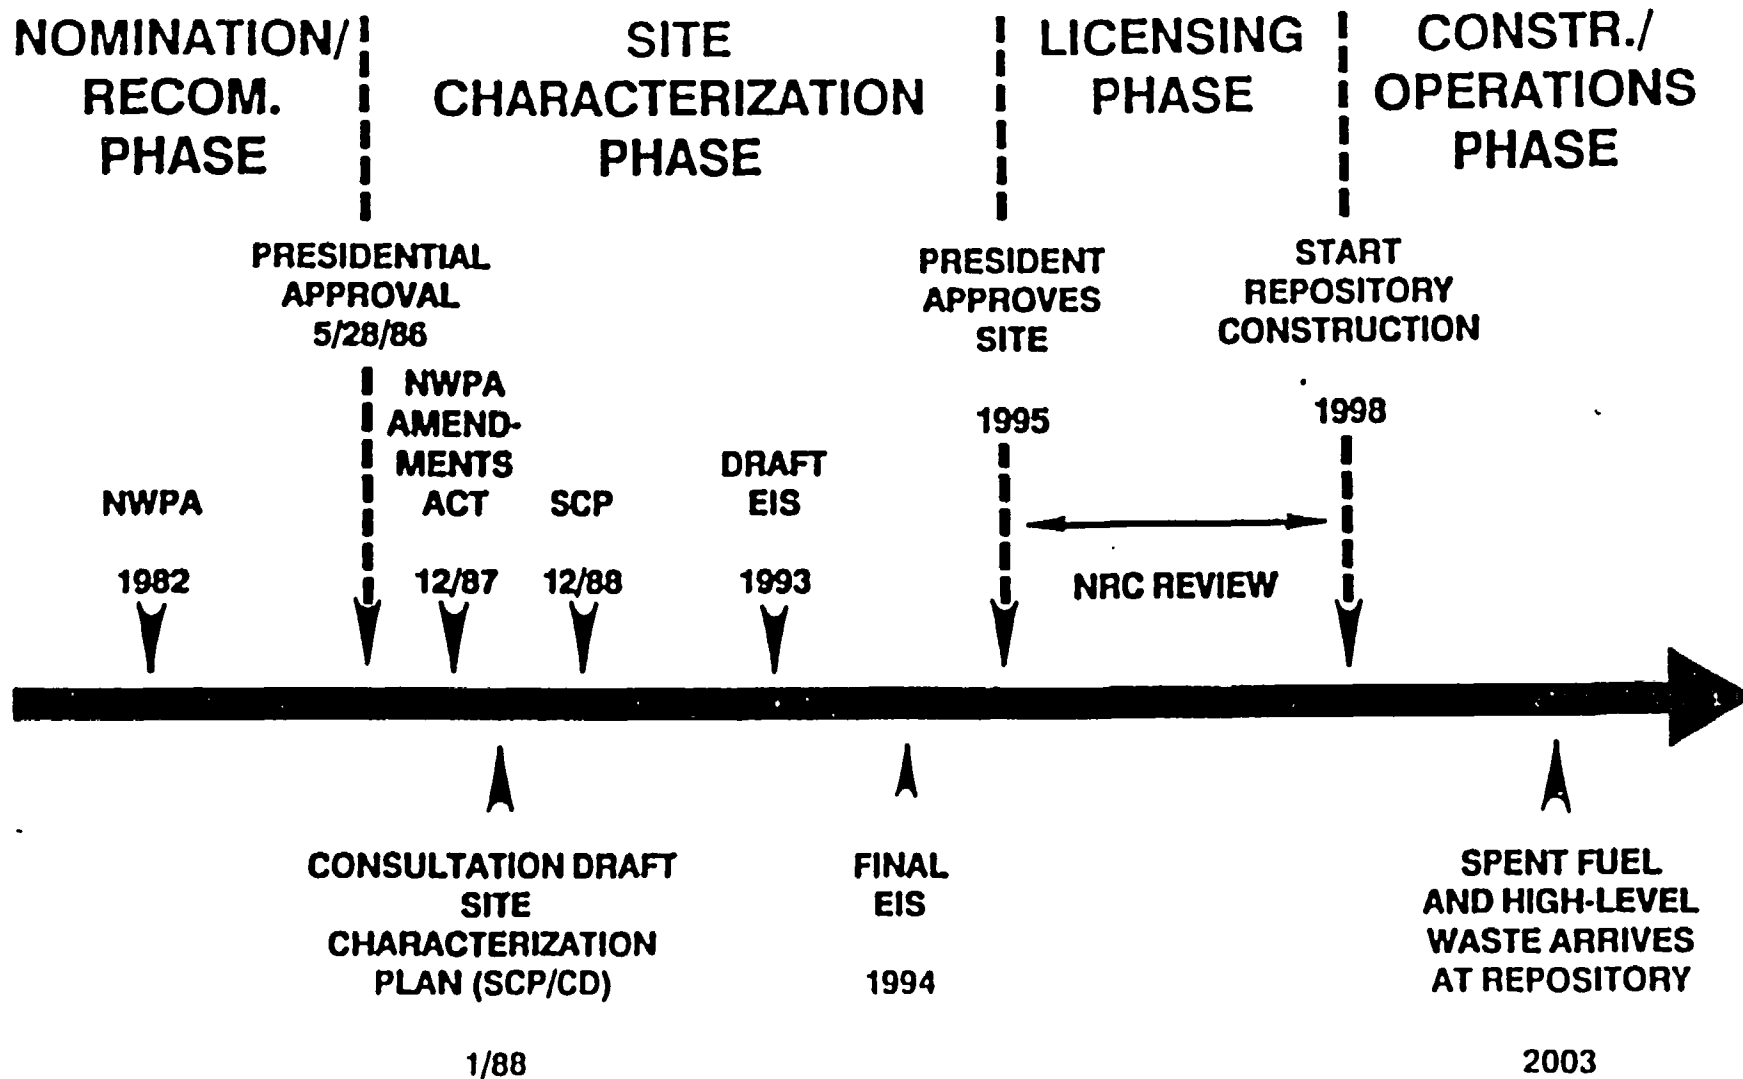 NOMINATION/
RECOM.
PHASE
SITE
CHARACTERIZATION
PHASE
LICENSING
PHASE
CONSTR./
OPERATIONS
PHASE
PRESIDENTIAL
APPROVAL
5/28/86
PRESIDENT
APPROVES
SITE
1995
START
REPOSITORY
CONSTRUCTION
1998
NWPA
1982
NWPA
AMEND-
MENTS
ACT
12/87
SCP
12/88
DRAFT
EIS
1993
NRC REVIEW
CONSULTATION DRAFT
SITE
CHARACTERIZATION
PLAN (SCP/CD)
1/88
FINAL
EIS
1994
SPENT FUEL
AND HIGH-LEVEL
WASTE ARRIVES
AT REPOSITORY
2003